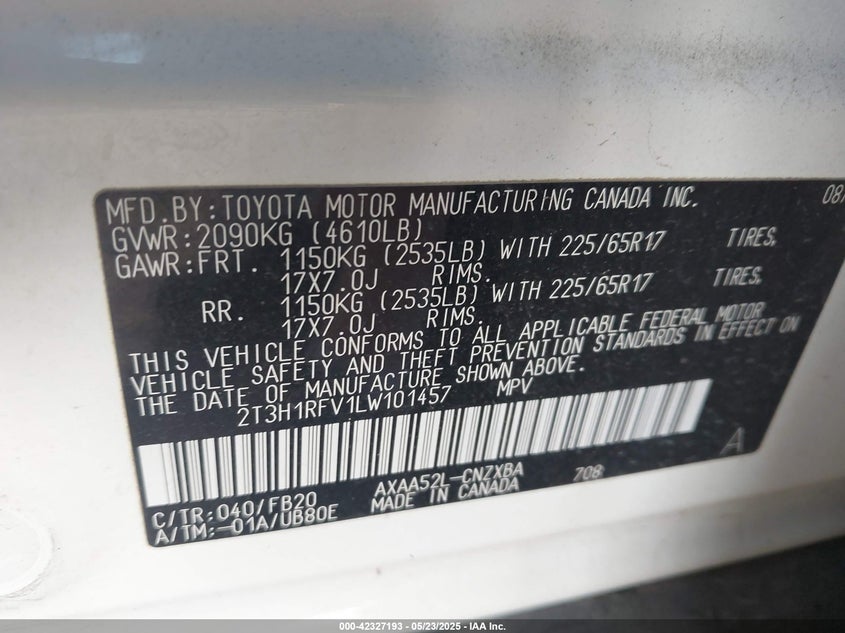 MFD.BY:TOYOTA MOTOR MANUFACTURING CANADA INC. 08/
GVWR:2090KG (4610LB)
GAWR:FRT. 1150KG (2535LB) WITH 225/65R17 TIRES,
17X7.0J RIMS.
RR. 1150KG (2535LB) WITH 225/65R17 TIRES,
17X7.0J RIMS.
THIS VEHICLE CONFORMS TO ALL APPLICABLE FEDERAL MOTOR
VEHICLE SAFETY AND THEFT PREVENTION STANDARDS IN EFFECT ON
THE DATE OF MANUFACTURE SHOWN ABOVE.
2T3H1RFV1LW101457 MPV
A
C/TR:040/FB20 AXAA52L-CNZXBA 708
A/TM:-01A/UB80E MADE IN CANADA
000-42327193 - 05/23/2025 - IAA Inc.